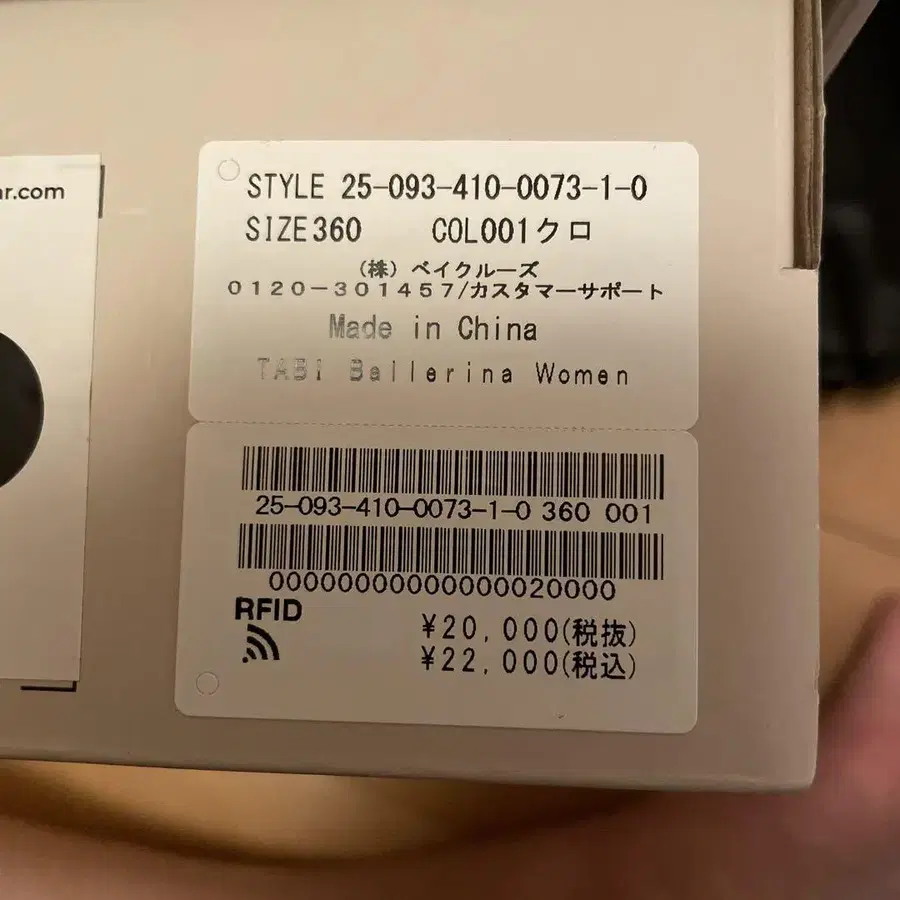 r.com
STYLE 25-093-410-0073-1-0
SIZE360 COL001クロ
(株) ベイクルーズ
0120-301457/カスタマーサポート
Made in China
TABI Ballerina Women
25-093-410-0073-1-0 360 001
00000000000000020000
RFID
¥20,000(税抜)
¥22,000(税込)